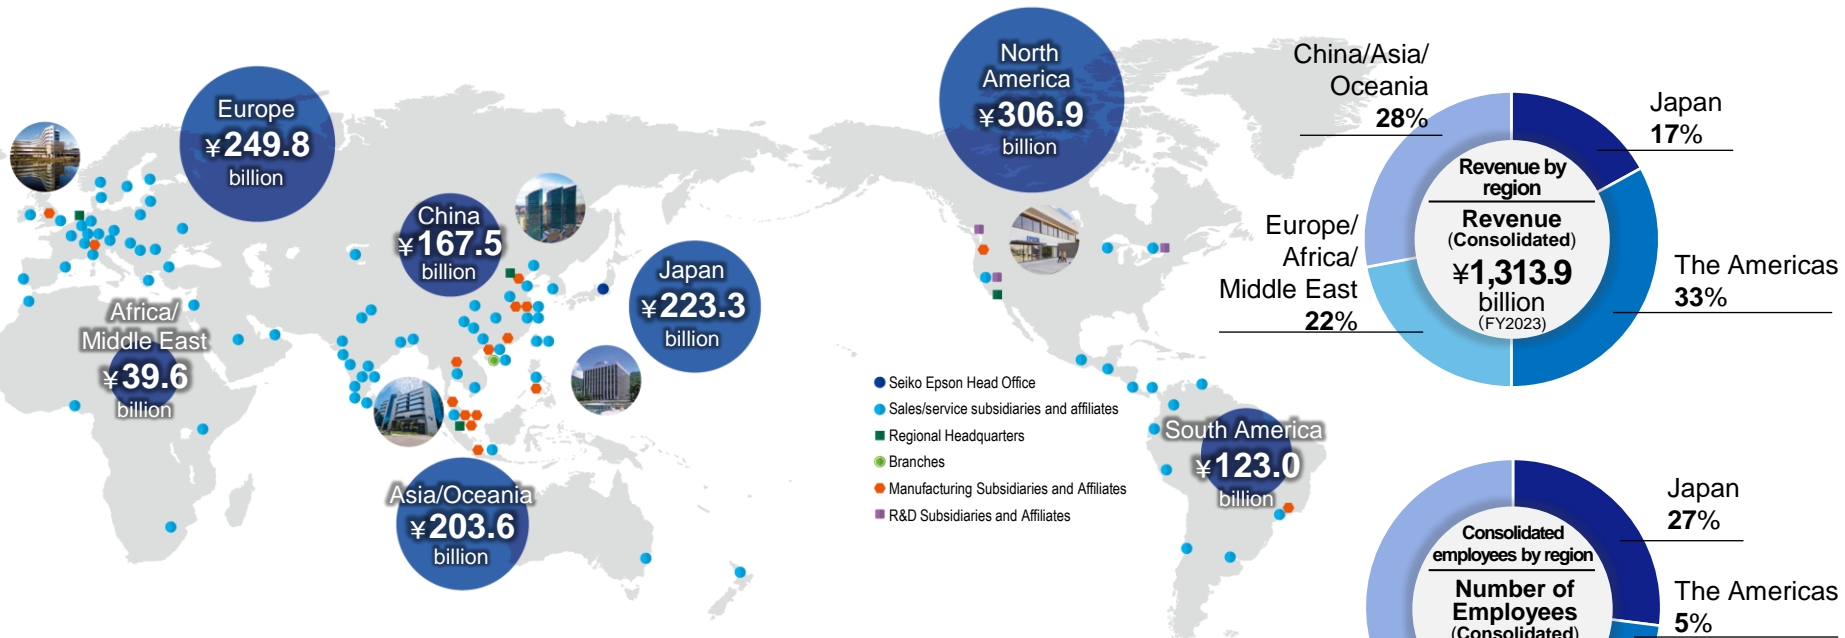 Europe
¥249.8
billion
China
¥167.5
billion
Japan
¥223.3
billion
Africa/
Middle East
¥39.6
billion
Asia/Oceania
¥203.6
billion
North
America
¥306.9
billion
South America
¥123.0
billion
Seiko Epson Head Office
Sales/service subsidiaries and affiliates
Regional Headquarters
Branches
Manufacturing Subsidiaries and Affiliates
R&D Subsidiaries and Affiliates
China/Asia/
Oceania
28%
Japan
17%
Europe/
Africa/
Middle East
22%
The Americas
33%
Revenue by
region
Revenue
(Consolidated)
¥1,313.9
billion
(FY2023)
Japan
27%
The Americas
5%
Consolidated
employees by region
Number of
Employees
(Consolidated)